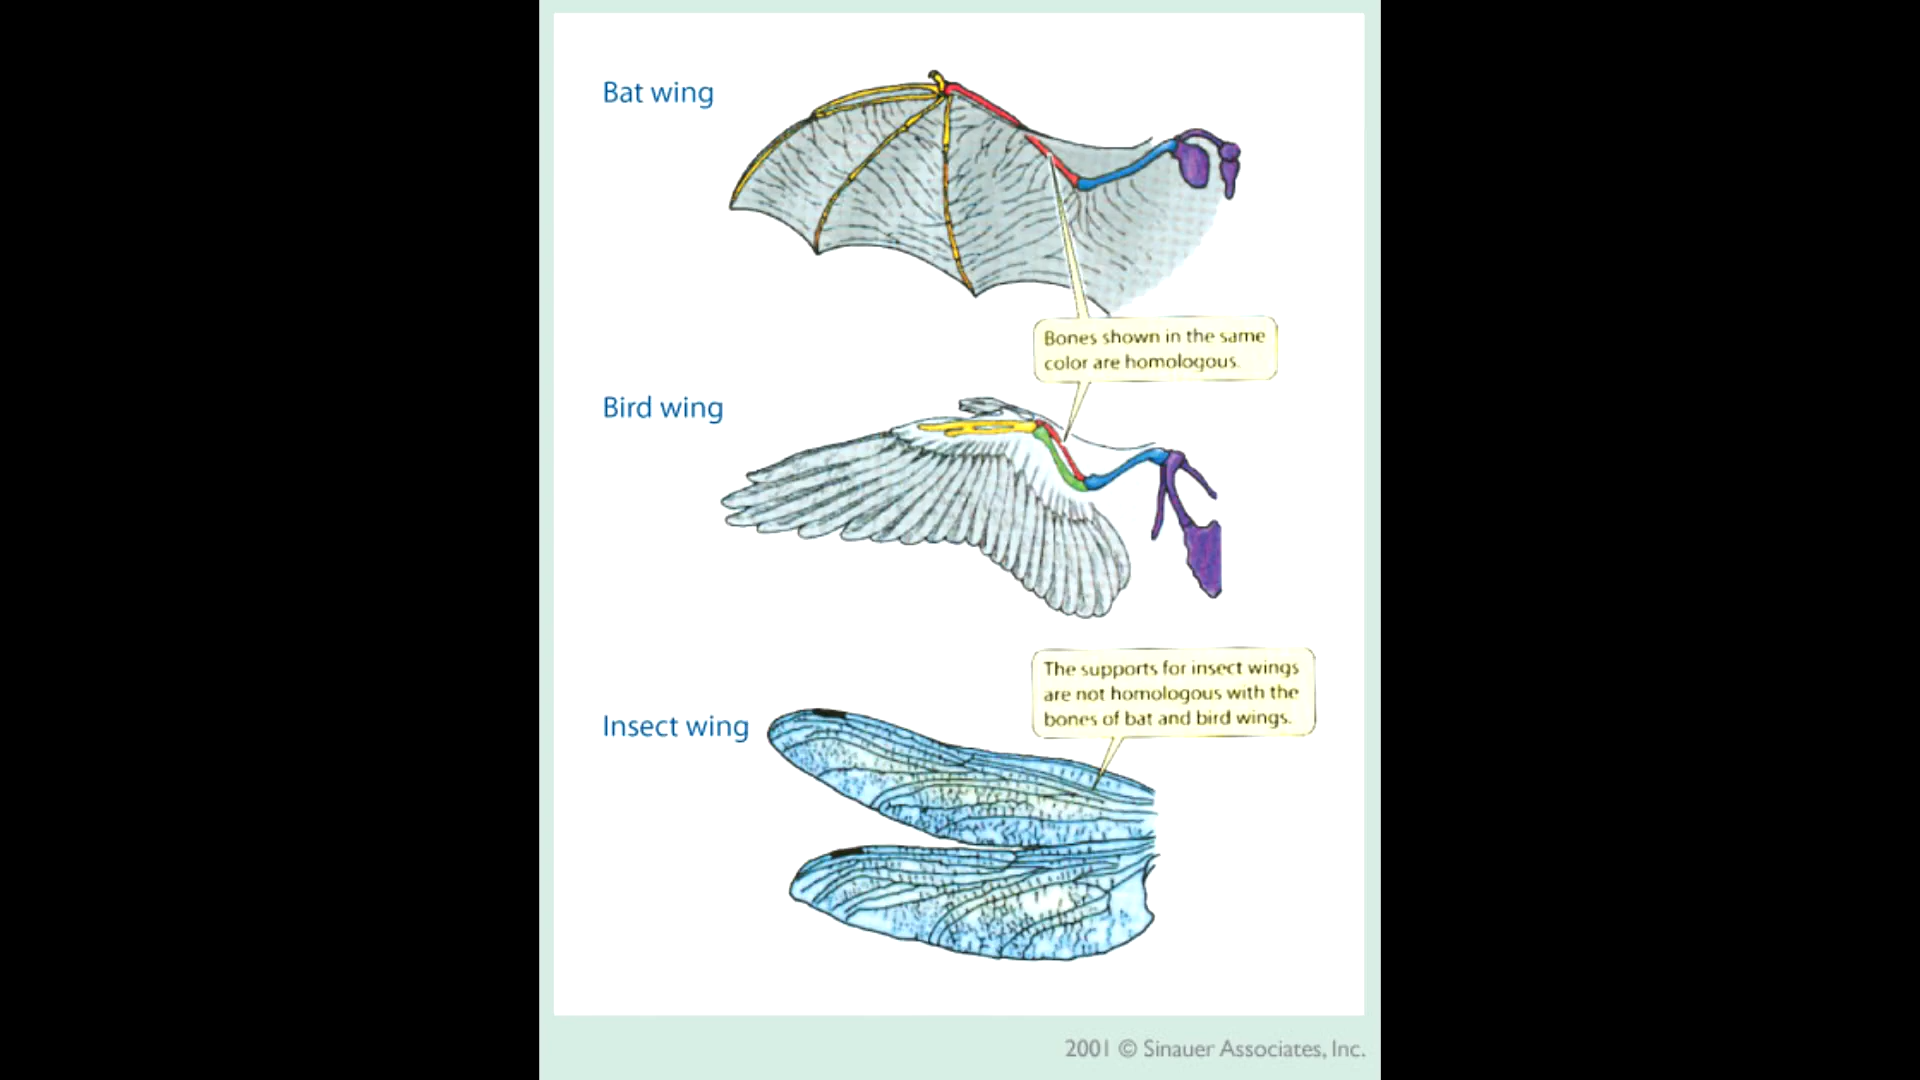 Bat wing
Bones shown in the same
color are homologous.
Bird wing
The supports for insect wings
are not homologous with the
bones of bat and bird wings.
Insect wing
2001 © Sinauer Associates, Inc.